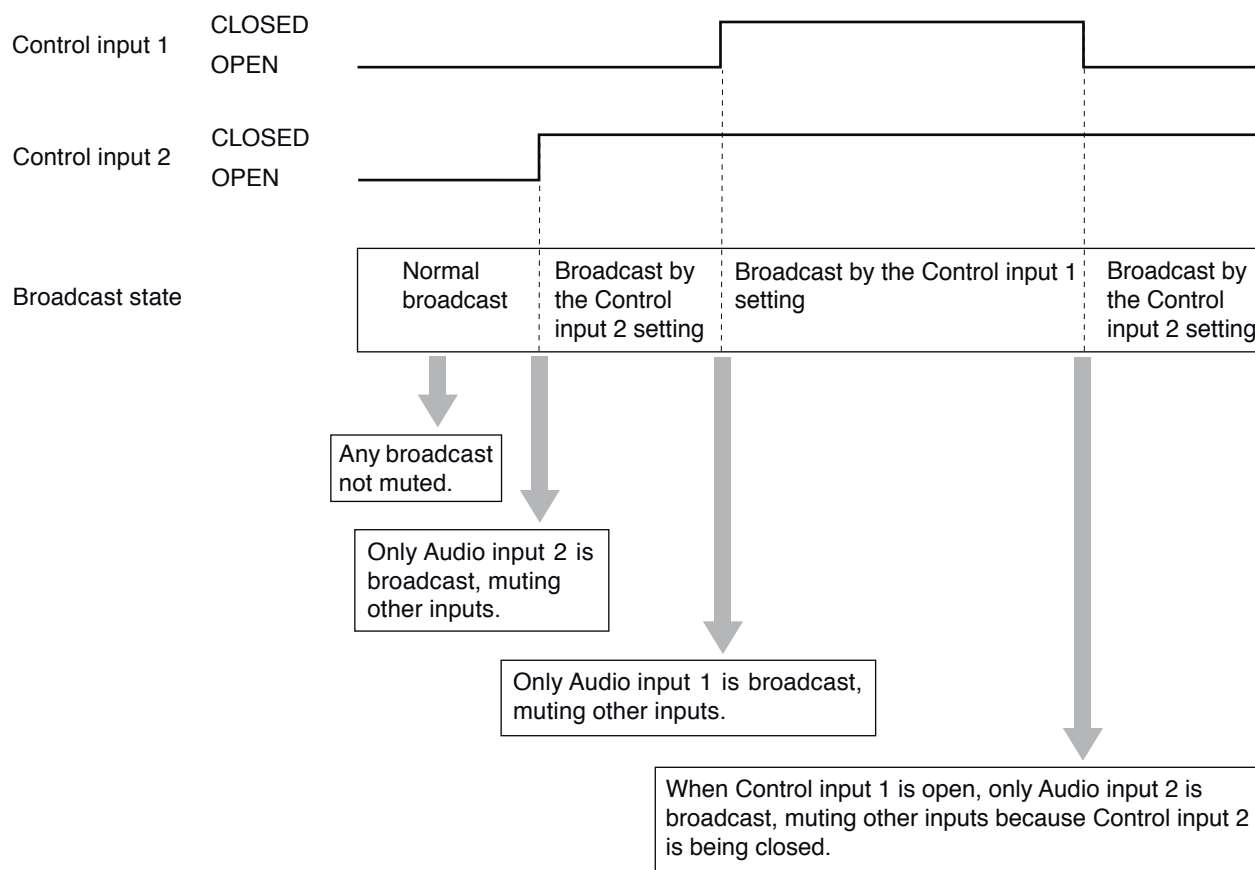 Control input 1
CLOSED
OPEN
Control input 2
CLOSED
OPEN
Broadcast state
Normal
broadcast
Broadcast by
the Control
input 2 setting
Broadcast by the Control input 1
setting
Broadcast by
the Control
input 2 setting
Any broadcast
not muted.
Only Audio input 2 is
broadcast, muting
other inputs.
Only Audio input 1 is broadcast,
muting other inputs.
When Control input 1 is open, only Audio input 2 is
broadcast, muting other inputs because Control input 2
is being closed.